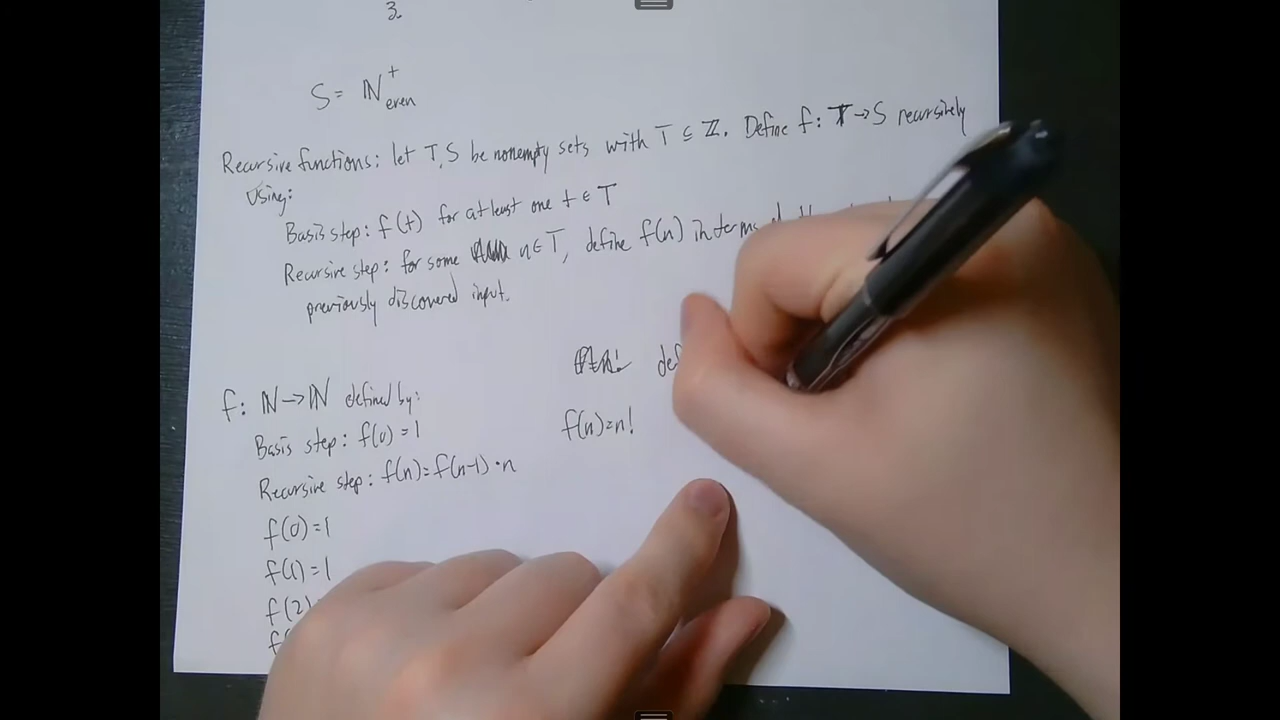 3.
S = ℕ⁺even
Recursive functions: let T, S be nonempty sets with T ⊆ ℤ. Define f: T → S recursively
using:
Basis step: f(t) for at least one t ∈ T
Recursive step: for some n ∈ T, define f(n) in terms
previously discovered input.
def
f: ℕ → ℕ defined by:
Basis step: f(0) = 1
f(n) = n!
Recursive step: f(n) = f(n-1) · n
f(0) = 1
f(1) = 1
f(2)